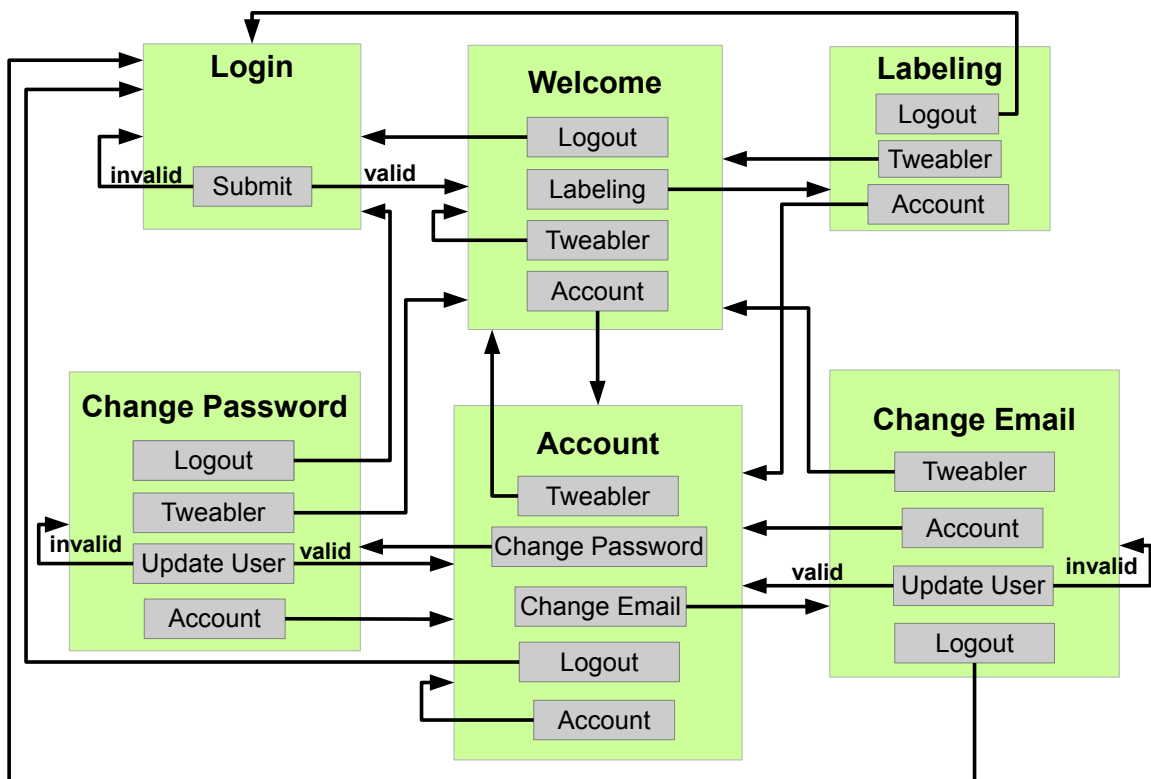 Login
invalid
Submit
valid
Welcome
Logout
Labeling
Tweabler
Account
Labeling
Logout
Tweabler
Account
Change Password
Logout
Tweabler
invalid
Update User
valid
Account
Account
Tweabler
Change Password
Change Email
Logout
Account
Change Email
Tweabler
Account
valid
Update User
invalid
Logout